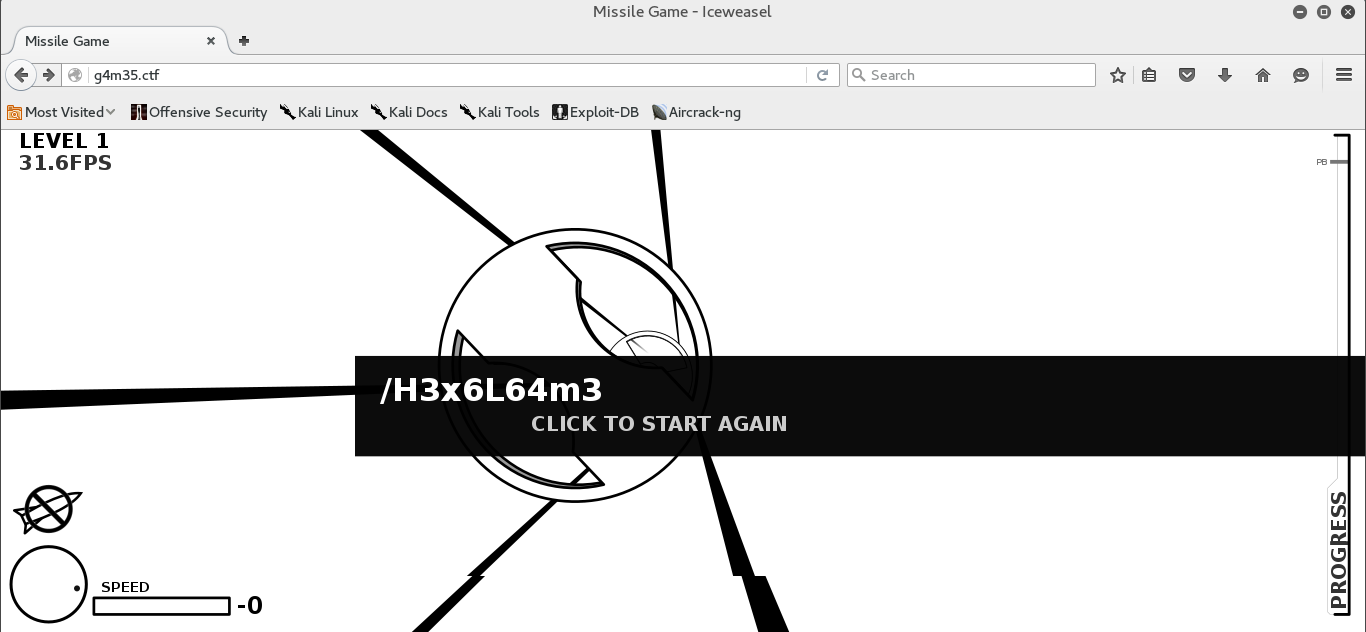 Missile Game - Iceweasel
Missile Game
g4m35.ctf
Search
Most Visited
Offensive Security
Kali Linux
Kali Docs
Kali Tools
Exploit-DB
Aircrack-ng
LEVEL 1
31.6FPS
PB
/H3x6L64m3
CLICK TO START AGAIN
PROGRESS
SPEED
-0